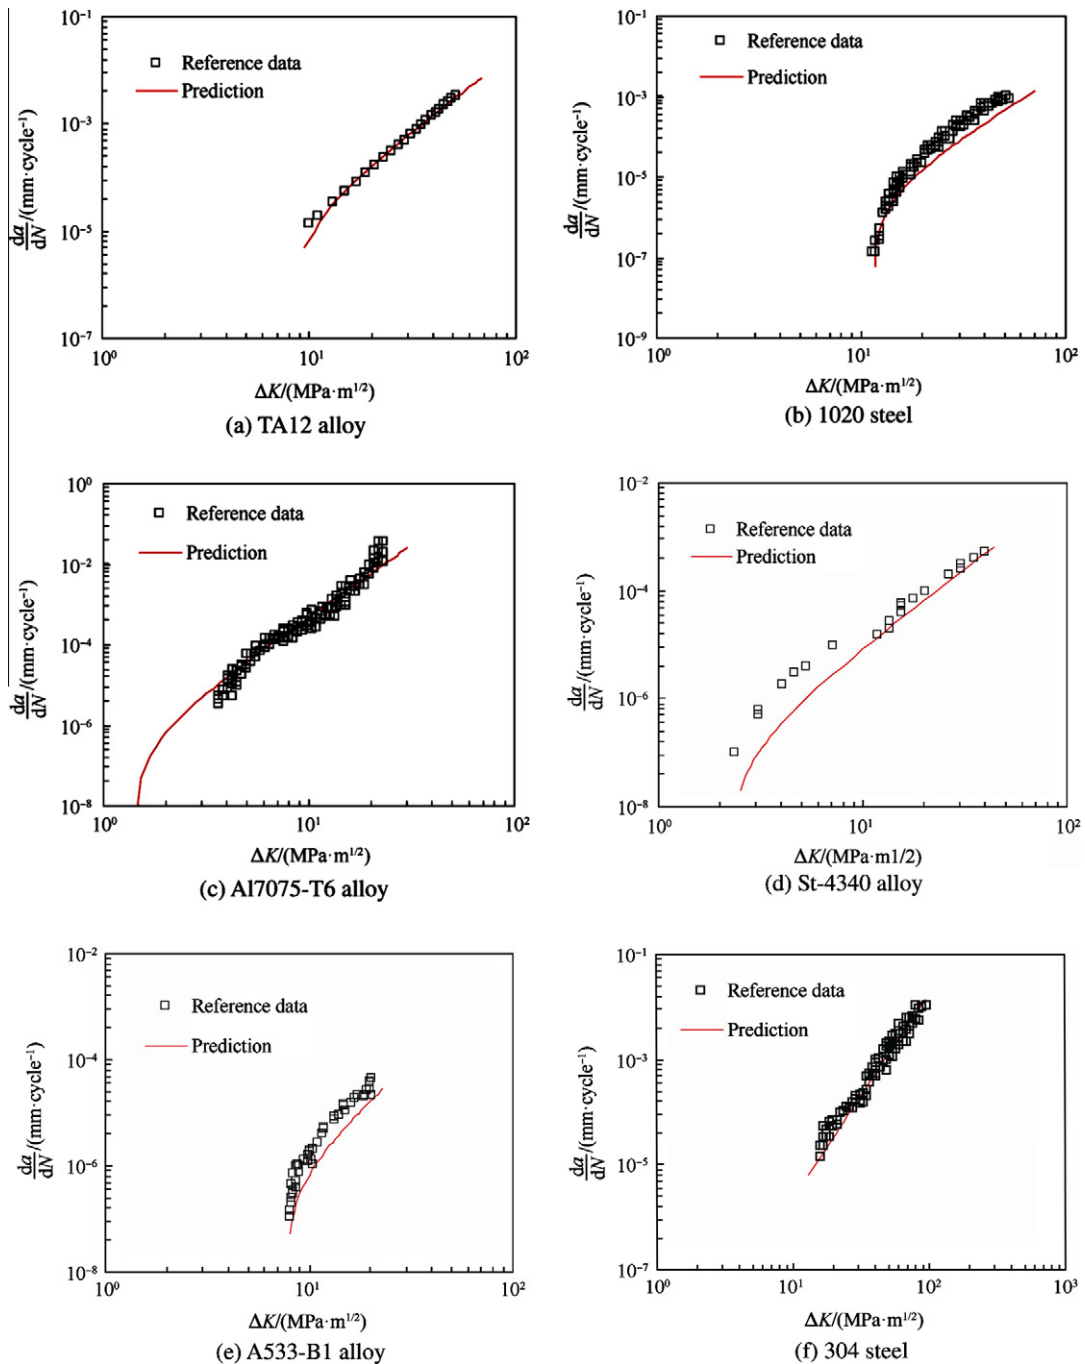 10⁻¹
10⁻³
10⁻⁵
10⁻⁷
da/dN/(mm·cycle⁻¹)
Reference data
Prediction
10⁰
10¹
10²
ΔK/(MPa·m¹/²)
(a) TA12 alloy
10⁻¹
10⁻³
10⁻⁵
10⁻⁷
10⁻⁹
da/dN/(mm·cycle⁻¹)
Reference data
Prediction
10⁰
10¹
10²
ΔK/(MPa·m¹/²)
(b) 1020 steel
10⁰
10⁻²
10⁻⁴
10⁻⁶
10⁻⁸
da/dN/(mm·cycle⁻¹)
Reference data
Prediction
10⁰
10¹
10²
ΔK/(MPa·m¹/²)
(c) Al7075-T6 alloy
10⁻²
10⁻⁴
10⁻⁶
10⁻⁸
da/dN/(mm·cycle⁻¹)
Reference data
Prediction
10⁰
10¹
10²
ΔK/(MPa·m1/2)
(d) St-4340 alloy
10⁻²
10⁻⁴
10⁻⁶
10⁻⁸
da/dN/(mm·cycle⁻¹)
Reference data
Prediction
10⁰
10¹
10²
ΔK/(MPa·m¹/²)
(e) A533-B1 alloy
10⁻¹
10⁻³
10⁻⁵
10⁻⁷
da/dN/(mm·cycle⁻¹)
Reference data
Prediction
10⁰
10¹
10²
10³
ΔK/(MPa·m¹/²)
(f) 304 steel